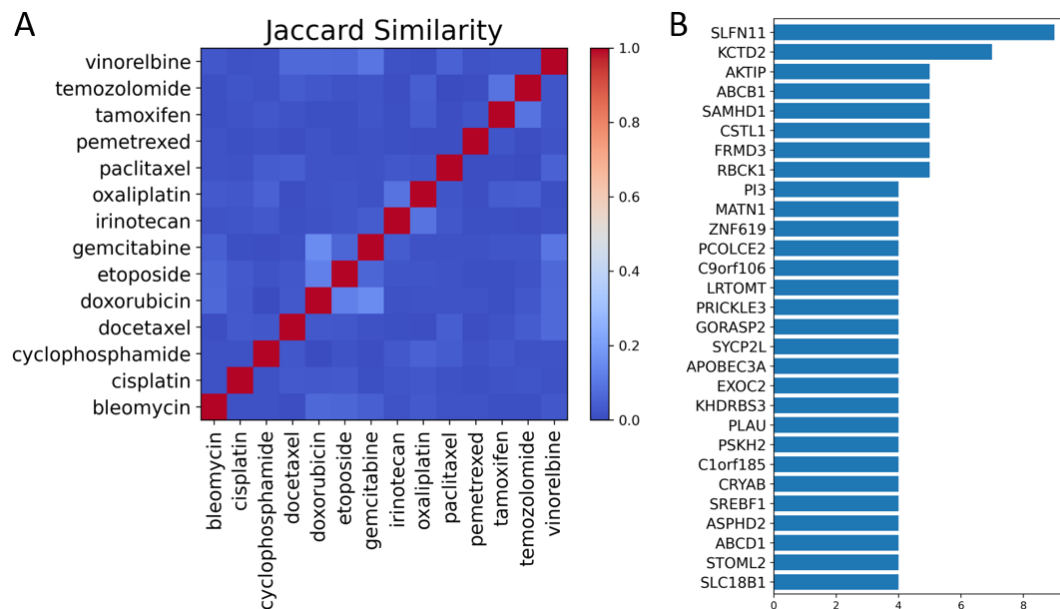 A
Jaccard Similarity
vinorelbine
temozolomide
tamoxifen
pemetrexed
paclitaxel
oxaliplatin
irinotecan
gemcitabine
etoposide
doxorubicin
docetaxel
cyclophosphamide
cisplatin
bleomycin
bleomycin
cisplatin
cyclophosphamide
docetaxel
doxorubicin
etoposide
gemcitabine
irinotecan
oxaliplatin
paclitaxel
pemetrexed
tamoxifen
temozolomide
vinorelbine
1.0
0.8
0.6
0.4
0.2
0.0
B
SLFN11
KCTD2
AKTIP
ABCB1
SAMHD1
CSTL1
FRMD3
RBCK1
PI3
MATN1
ZNF619
PCOLCE2
C9orf106
LRTOMT
PRICKLE3
GORASP2
SYCP2L
APOBEC3A
EXOC2
KHDRBS3
PLAU
PSKH2
C1orf185
CRYAB
SREBF1
ASPHD2
ABCD1
STOML2
SLC18B1
0 2 4 6 8